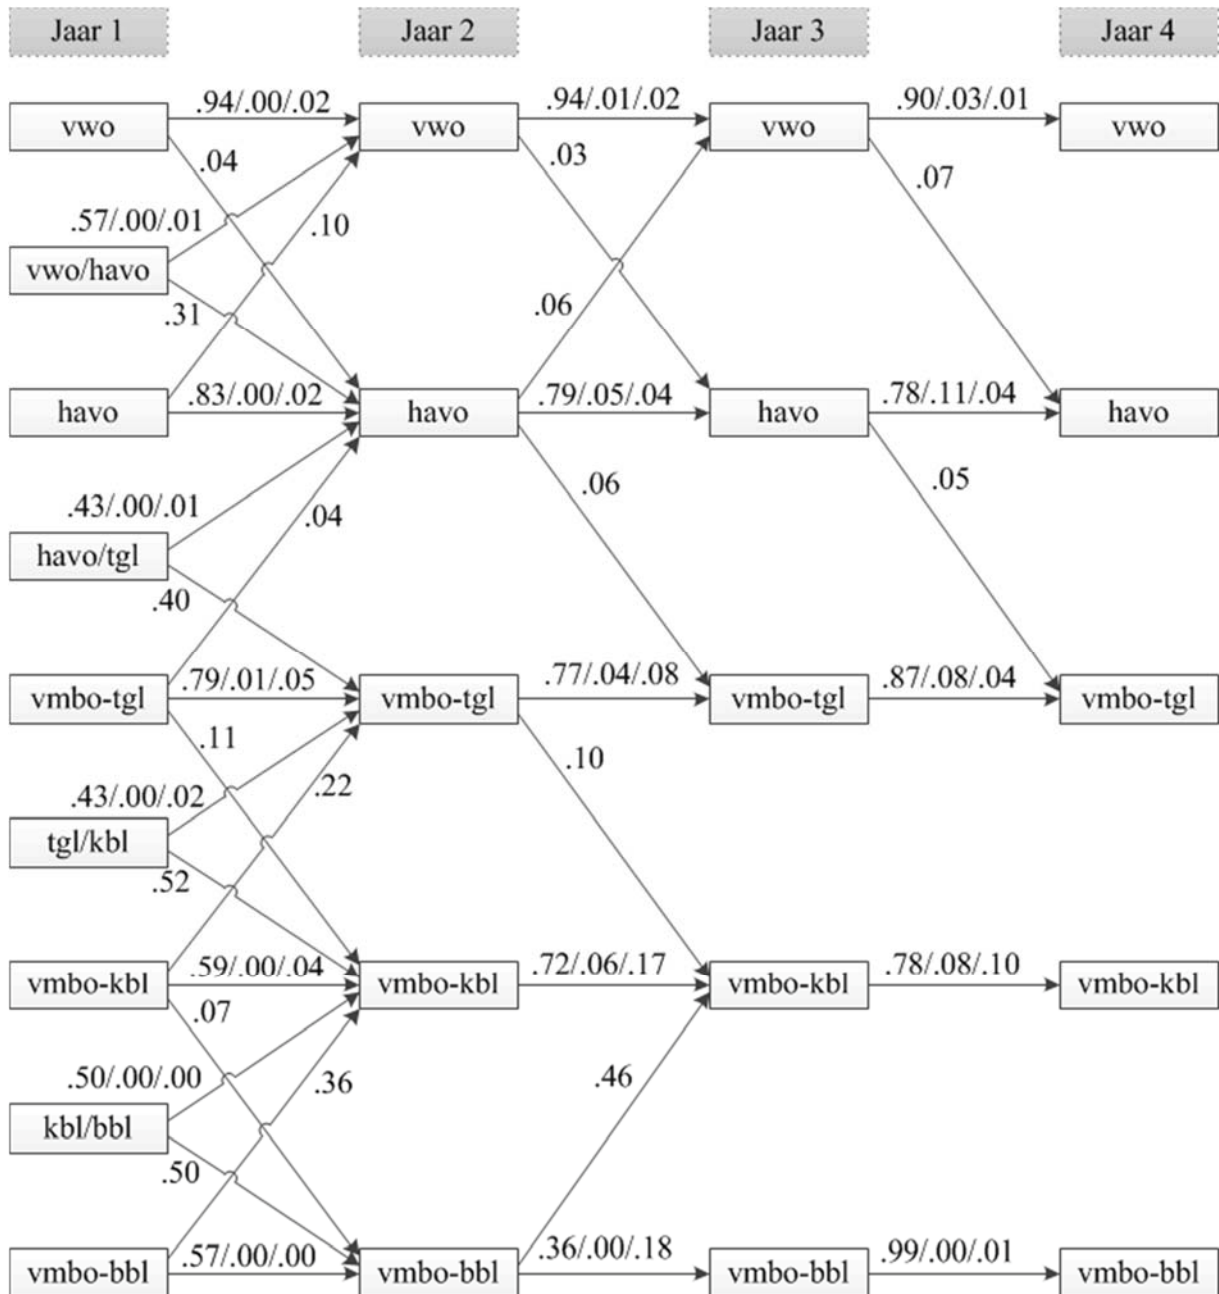 Jaar 1 Jaar 2 Jaar 3 Jaar 4
.94/.00/.02 .94/.01/.02 .90/.03/.01
vwo vwo vwo vwo
.04 .03 .07
.57/.00/.01 .10
vwo/havo
.31 .06
.83/.00/.02 .79/.05/.04 .78/.11/.04
havo havo havo havo
.06 .05
.43/.00/.01 .04
havo/tgl
.40
.79/.01/.05 .77/.04/.08 .87/.08/.04
vmbo-tgl vmbo-tgl vmbo-tgl vmbo-tgl
.11 .10
.43/.00/.02 .22
tgl/kbl
.52
.59/.00/.04 .72/.06/.17 .78/.08/.10
vmbo-kbl vmbo-kbl vmbo-kbl vmbo-kbl
.07
.50/.00/.00 .36 .46
kbl/bbl
.50
.57/.00/.00 .36/.00/.18 .99/.00/.01
vmbo-bbl vmbo-bbl vmbo-bbl vmbo-bbl